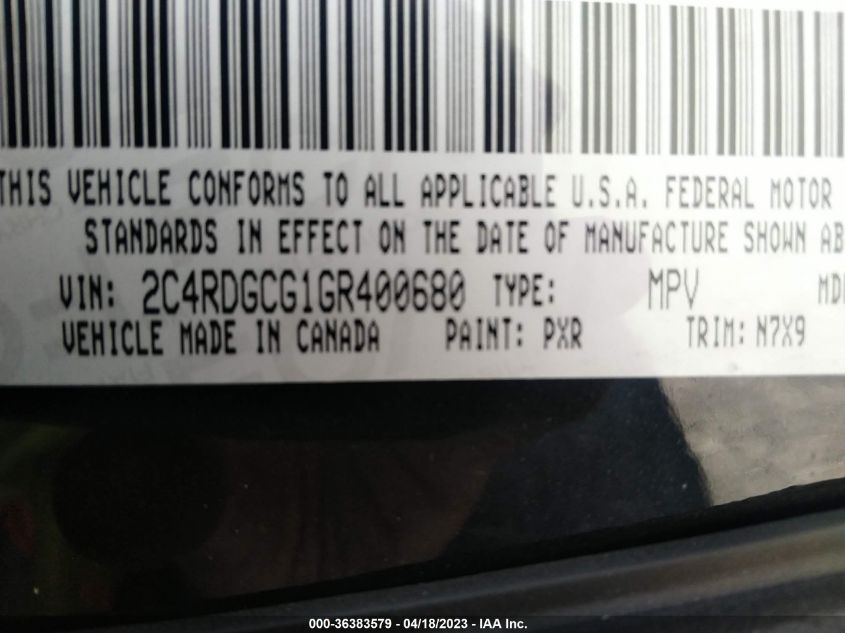 THIS VEHICLE CONFORMS TO ALL APPLICABLE U.S.A. FEDERAL MOTOR
STANDARDS IN EFFECT ON THE DATE OF MANUFACTURE SHOWN AB
VIN: 2C4RDGCG1GR400680 TYPE: MPV MD
VEHICLE MADE IN CANADA PAINT: PXR TRIM: N7X9
000-36383579 - 04/18/2023 - IAA Inc.